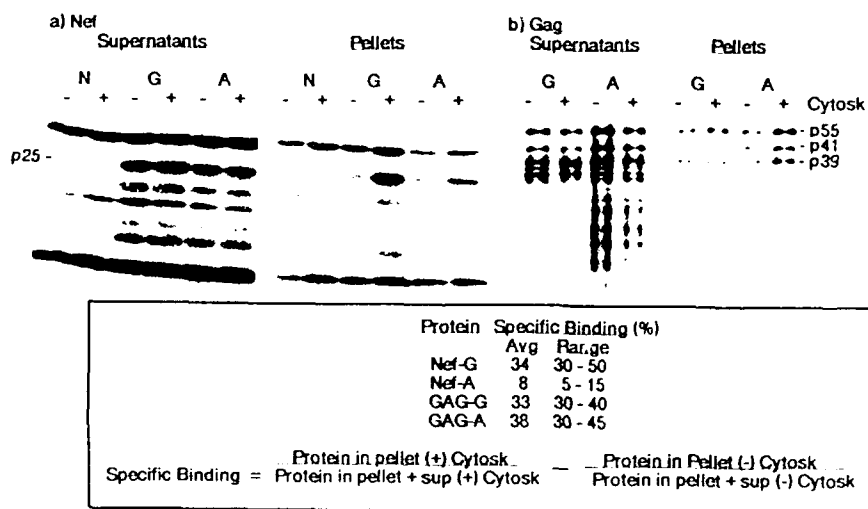 a) Nef
Supernatants Pellets
N G A N G A
- + - + - + - + - + - +
p25 -
b) Gag
Supernatants Pellets
G A G A
- + - + - + - + Cytosk
- p55
- p41
- p39
Protein Specific Binding (%)
Avg Range
Nef-G 34 30 - 50
Nef-A 8 5 - 15
GAG-G 33 30 - 40
GAG-A 38 30 - 45
Specific Binding = Protein in pellet (+) Cytosk / Protein in pellet + sup (+) Cytosk — Protein in Pellet (-) Cytosk / Protein in pellet + sup (-) Cytosk